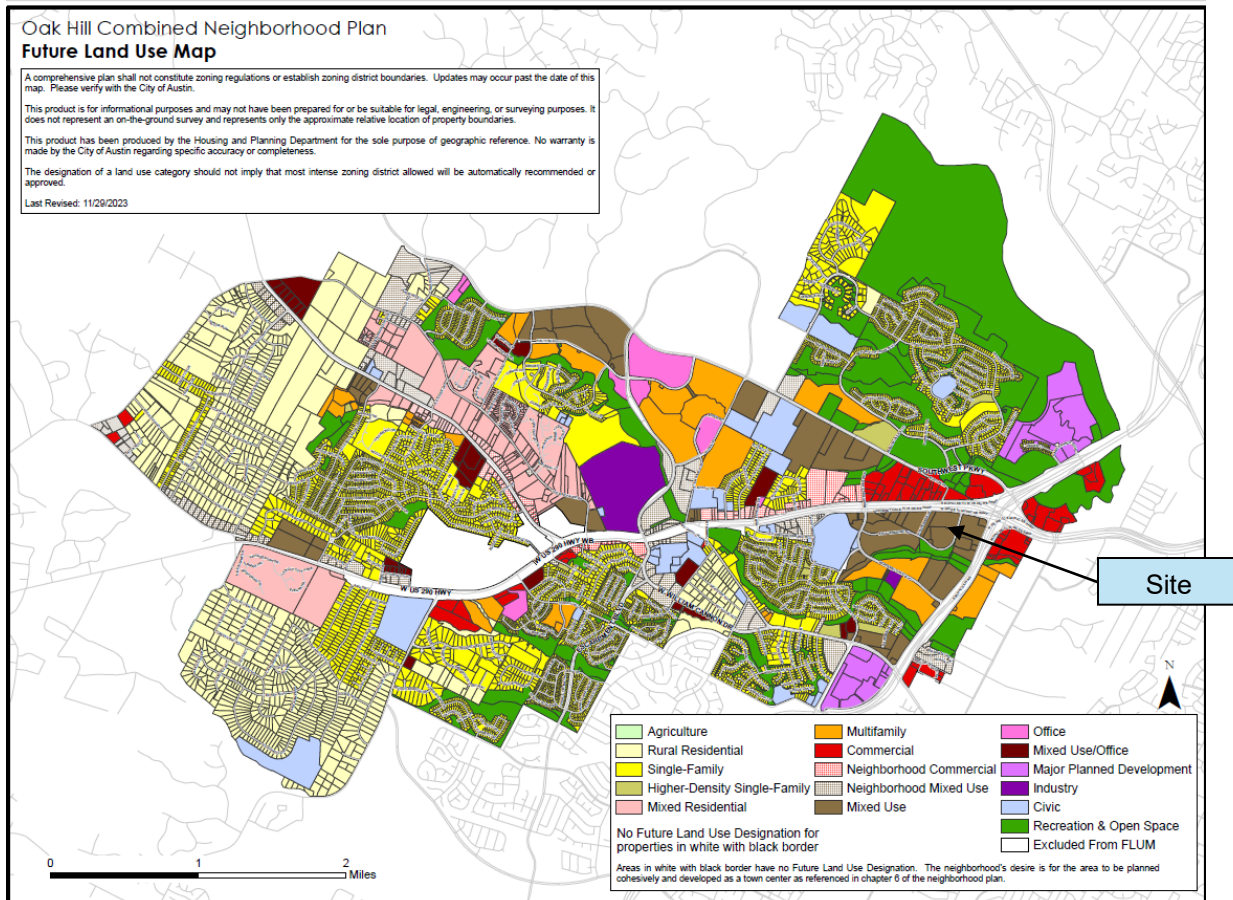 Oak Hill Combined Neighborhood Plan
Future Land Use Map
A comprehensive plan shall not constitute zoning regulations or establish zoning district boundaries. Updates may occur past the date of this
map. Please verify with the City of Austin.
This product is for informational purposes and may not have been prepared for or be suitable for legal, engineering, or surveying purposes. It
does not represent an on-the-ground survey and represents only the approximate relative location of property boundaries.
This product has been produced by the Housing and Planning Department for the sole purpose of geographic reference. No warranty is
made by the City of Austin regarding specific accuracy or completeness.
The designation of a land use category should not imply that most intense zoning district allowed will be automatically recommended or
approved.
Last Revised: 11/29/2023
SOUTHWEST PKWY
W US 290 HWY WB
W US 290 HWY
W WILLIAM CANNON DR
Site
N
Agriculture
Rural Residential
Single-Family
Higher-Density Single-Family
Mixed Residential
Multifamily
Commercial
Neighborhood Commercial
Neighborhood Mixed Use
Mixed Use
Office
Mixed Use/Office
Major Planned Development
Industry
Civic
Recreation & Open Space
Excluded From FLUM
No Future Land Use Designation for
properties in white with black border
Areas in white with black border have no Future Land Use Designation. The neighborhood's desire is for the area to be planned
cohesively and developed as a town center as referenced in chapter 6 of the neighborhood plan.
0 1 2
Miles